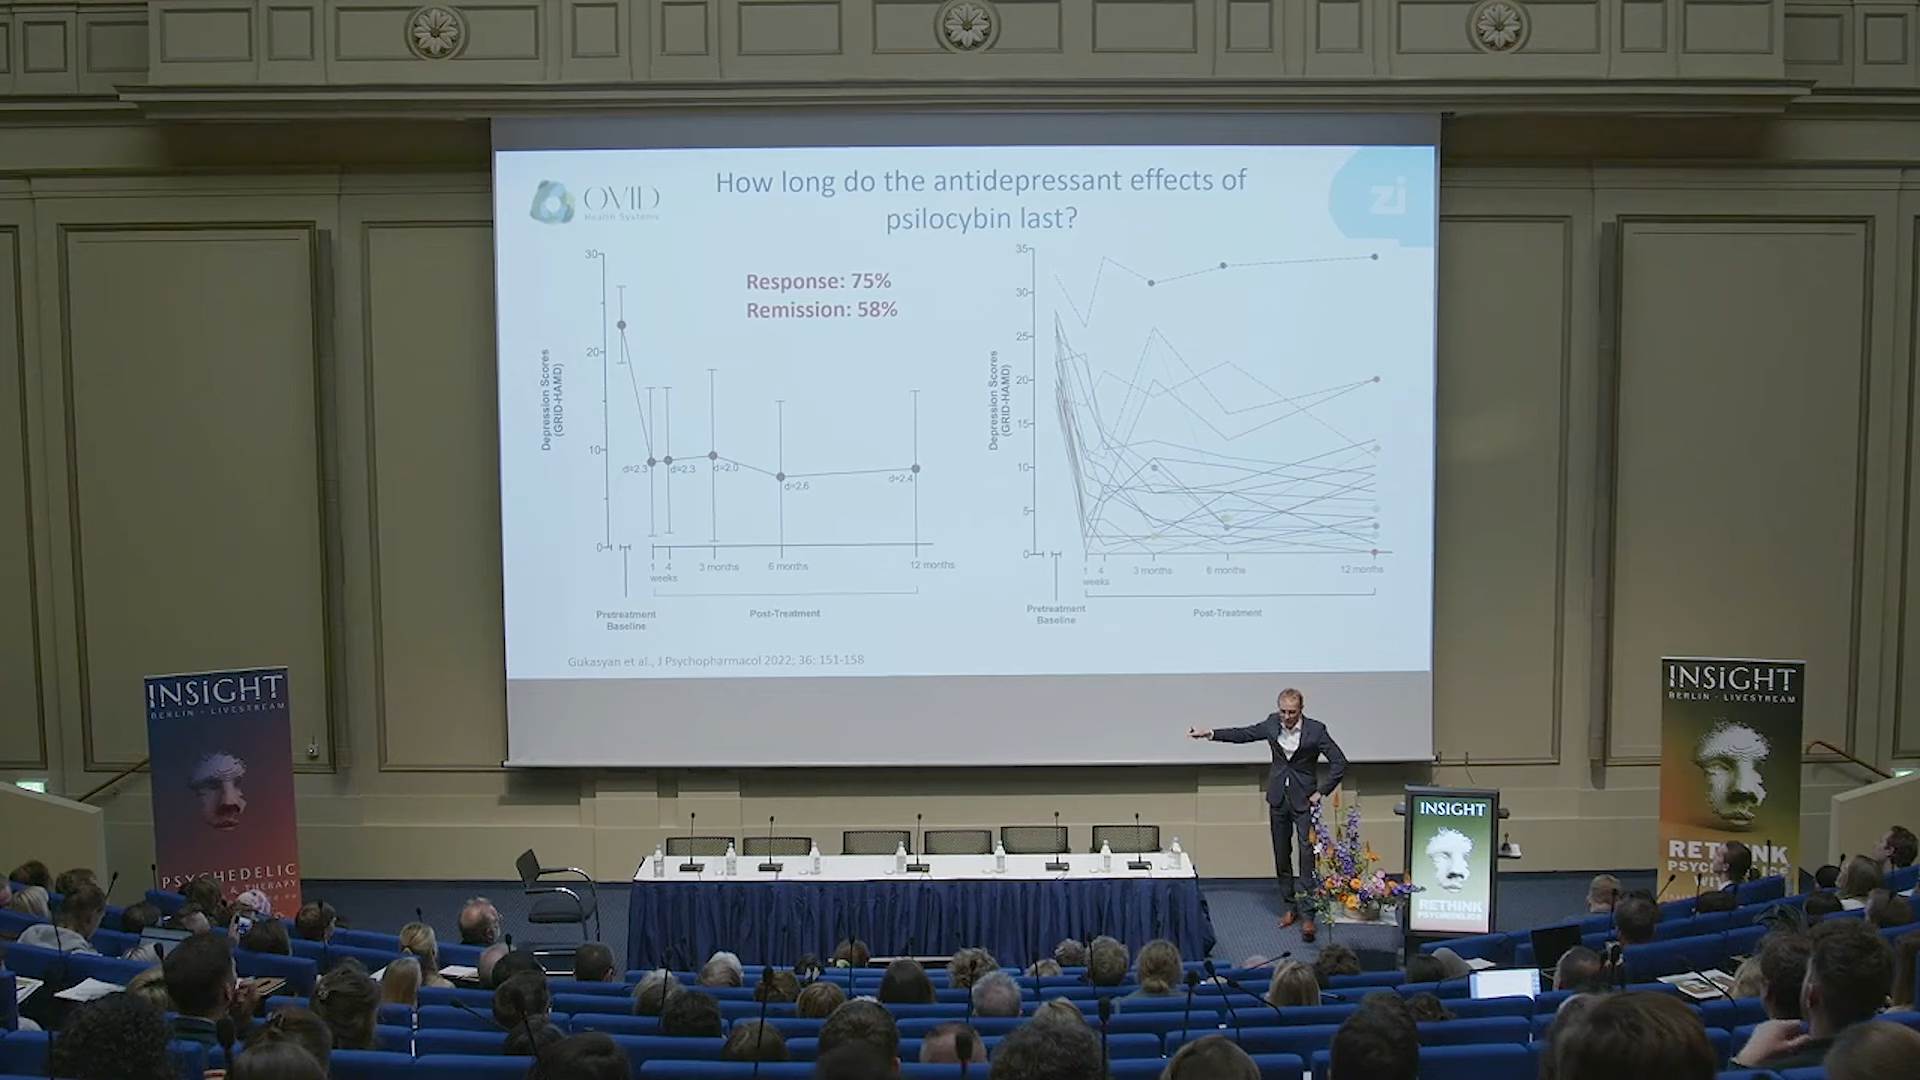 OVID
Health Systems
How long do the antidepressant effects of
psilocybin last?
zi
Response: 75%
Remission: 58%
Depression Scores
(GRID-HAMD)
30
20
10
0
d=2.3
d=2.3
d=2.0
d=2.6
d=2.4
1 4
weeks
3 months
6 months
12 months
Pretreatment
Baseline
Post-Treatment
Depression Scores
(GRID-HAMD)
35
30
25
20
15
10
5
0
1 4
weeks
3 months
6 months
12 months
Pretreatment
Baseline
Post-Treatment
Gukasyan et al., J Psychopharmacol 2022; 36: 151-158
INSIGHT
BERLIN - LIVESTREAM
PSYCHEDELIC
& THERAPY
INSIGHT
RETHINK
PSYCHEDELICS
INSIGHT
BERLIN - LIVESTREAM